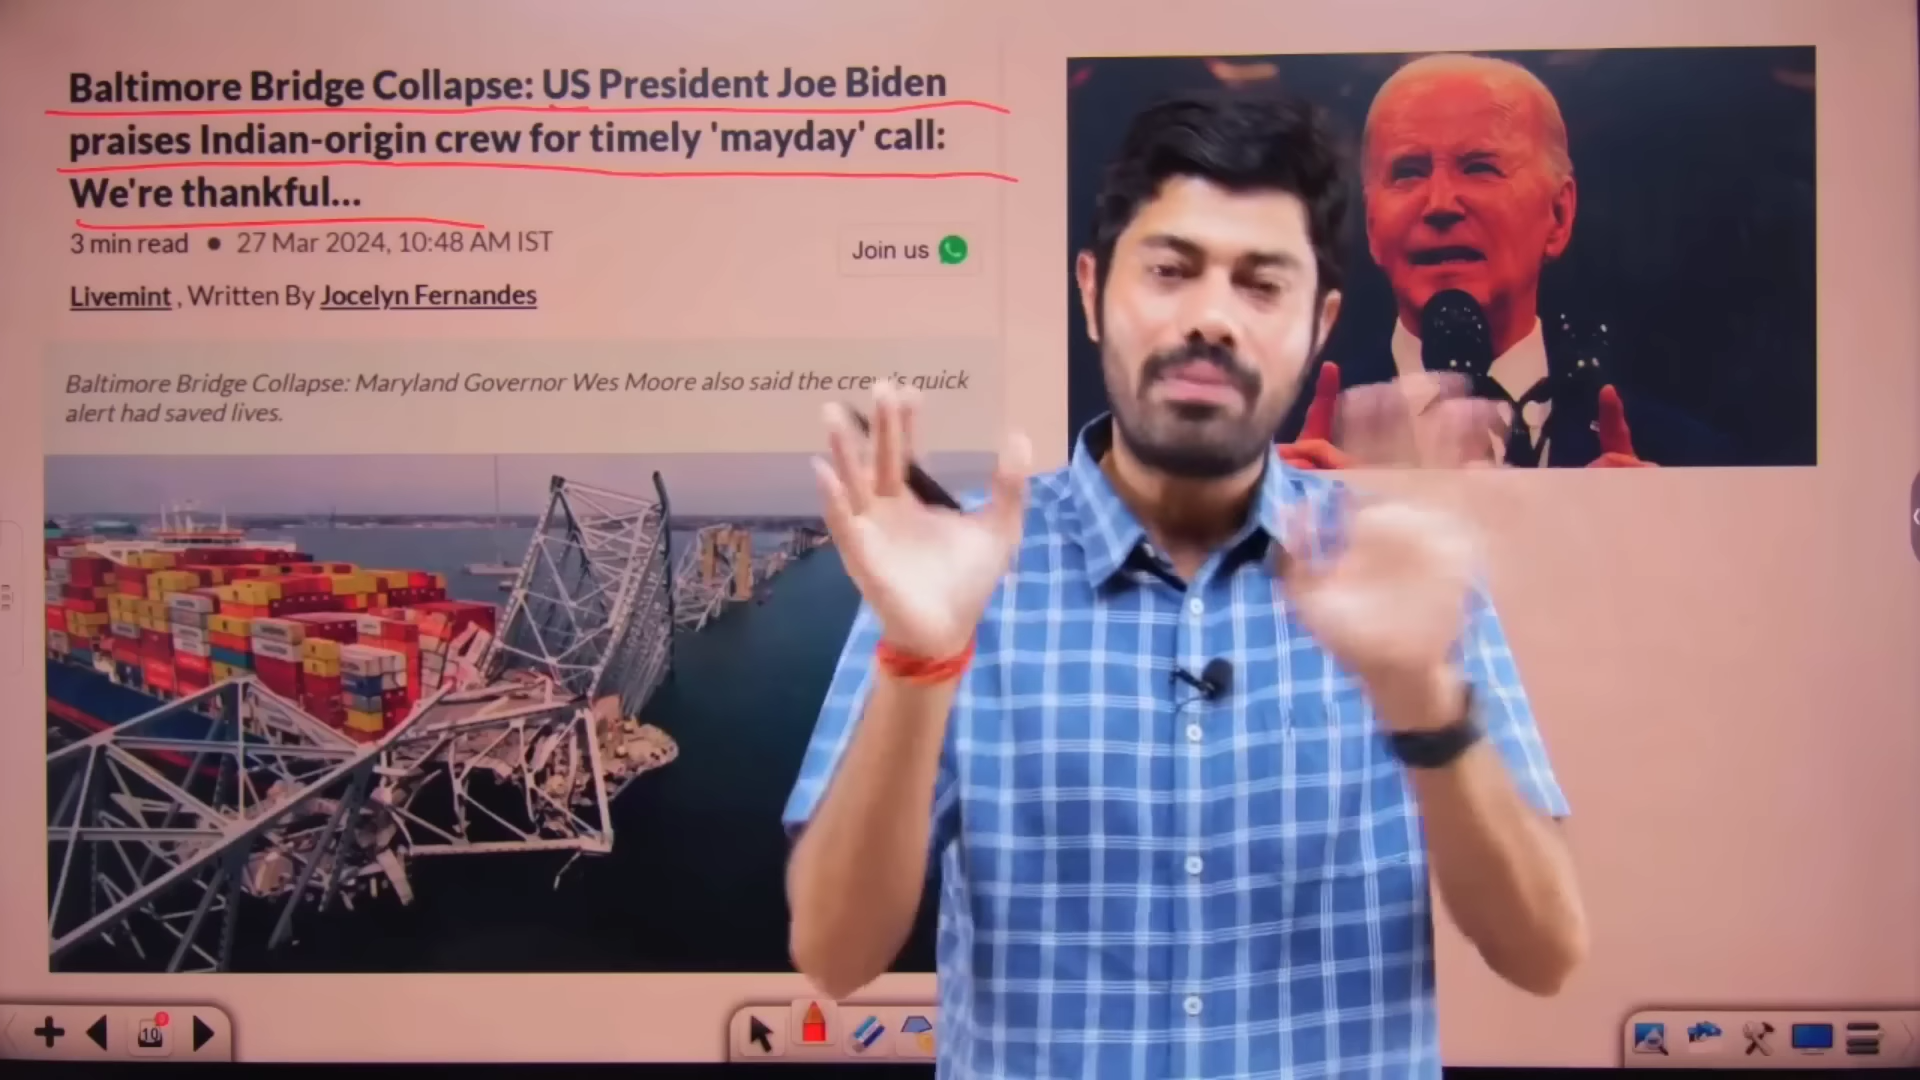 Baltimore Bridge Collapse: US President Joe Biden
praises Indian-origin crew for timely 'mayday' call:
We're thankful...
3 min read • 27 Mar 2024, 10:48 AM IST
Join us
Livemint , Written By Jocelyn Fernandes
Baltimore Bridge Collapse: Maryland Governor Wes Moore also said the crew's quick
alert had saved lives.
10